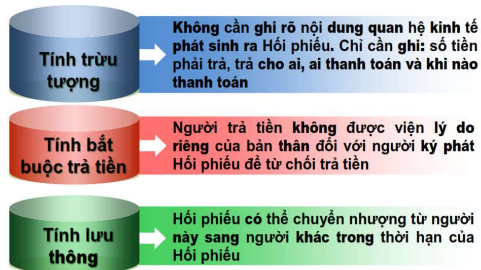 Tính trừu
tượng
Không cần ghi rõ nội dung quan hệ kinh tế
phát sinh ra Hối phiếu. Chỉ cần ghi: số tiền
phải trả, trả cho ai, ai thanh toán và khi nào
thanh toán
Tính bắt
buộc trả tiền
Người trả tiền không được viện lý do
riêng của bản thân đối với người ký phát
Hối phiếu để từ chối trả tiền
Tính lưu
thông
Hối phiếu có thể chuyển nhượng từ người
này sang người khác trong thời hạn của
Hối phiếu